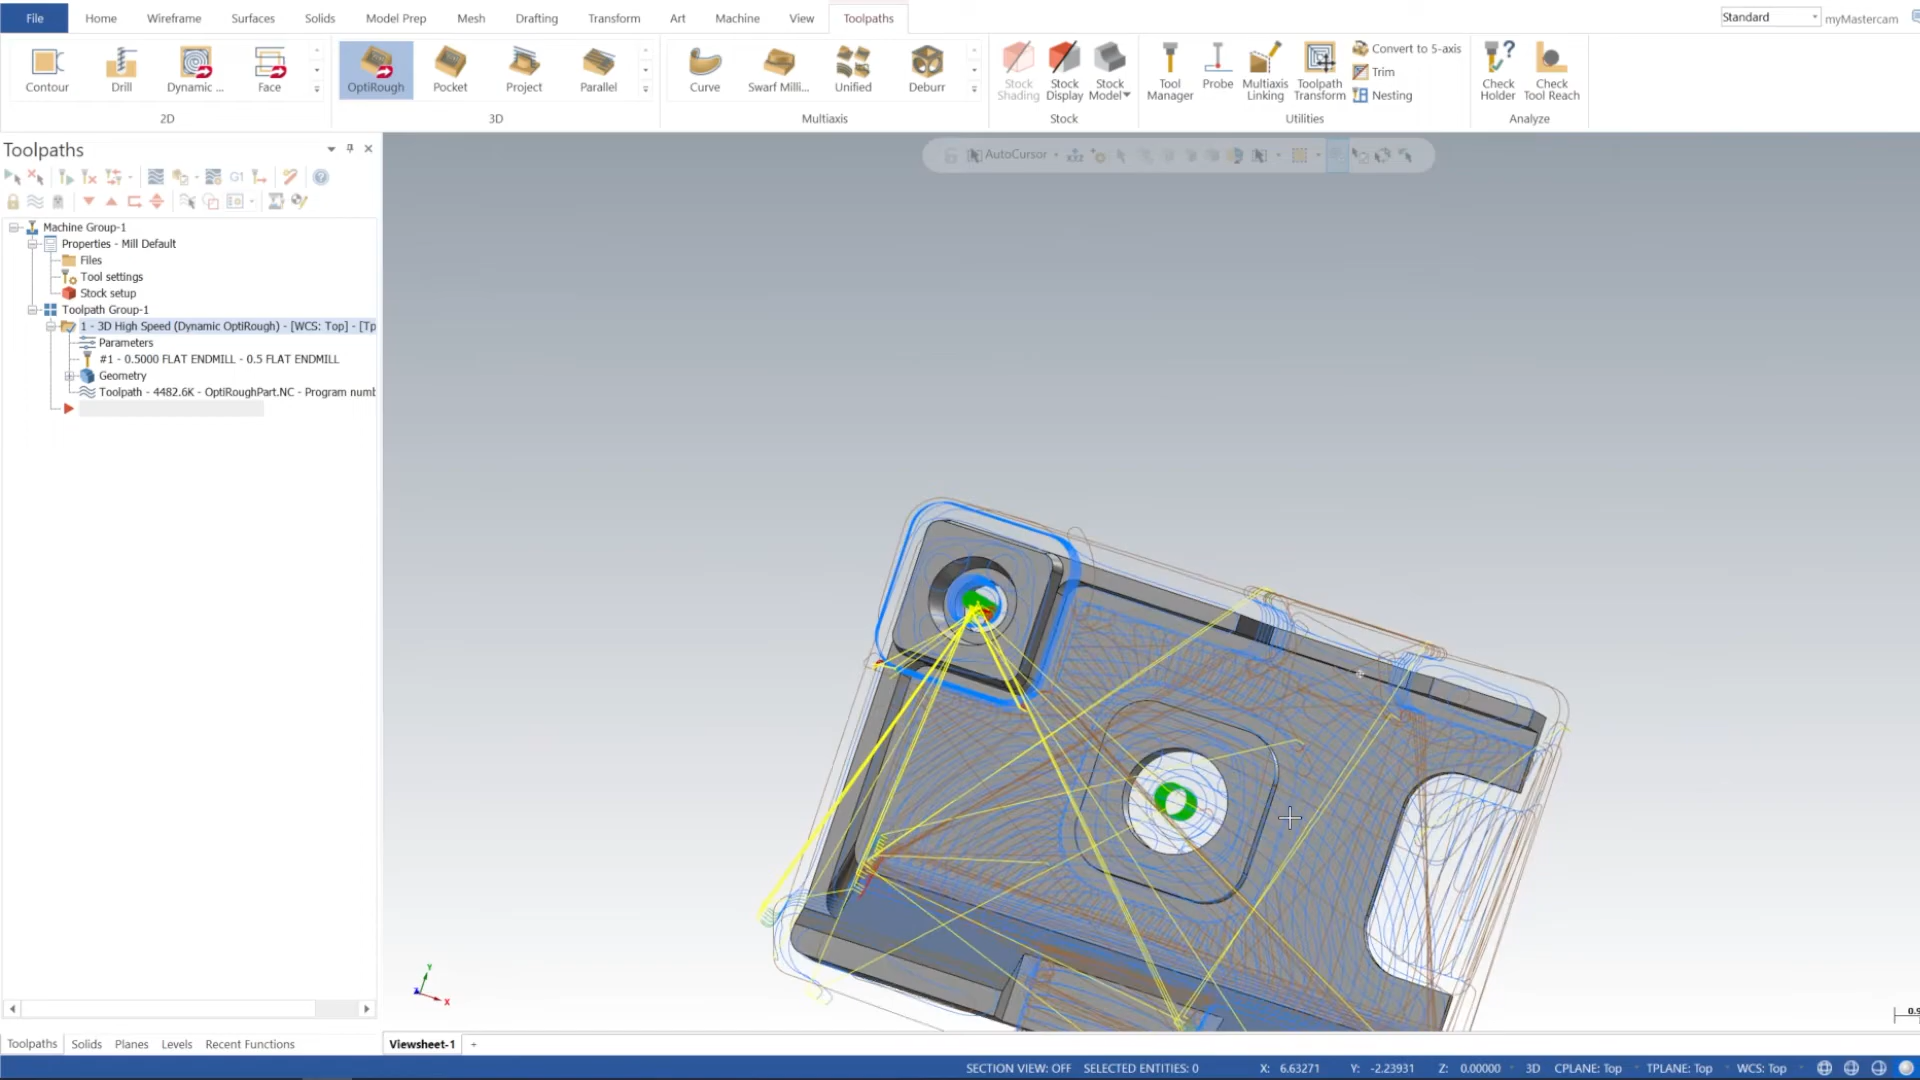 File Home Wireframe Surfaces Solids Model Prep Mesh Drafting Transform Art Machine View Toolpaths
Standard myMastercam
Contour Drill Dynamic ... Face
2D
OptiRough Pocket Project Parallel
3D
Curve Swarf Milli... Unified Deburr
Multiaxis
Stock Shading Stock Display Stock Model
Stock
Tool Manager Probe Multiaxis Linking Toolpath Transform
Convert to 5-axis
Trim
Nesting
Utilities
Check Holder Check Tool Reach
Analyze
Toolpaths
AutoCursor
G1
Machine Group-1
Properties - Mill Default
Files
Tool settings
Stock setup
Toolpath Group-1
1 - 3D High Speed (Dynamic OptiRough) - [WCS: Top] - [Tp
Parameters
#1 - 0.5000 FLAT ENDMILL - 0.5 FLAT ENDMILL
Geometry
Toolpath - 4482.6K - OptiRoughPart.NC - Program numb
Y
Z
X
Toolpaths Solids Planes Levels Recent Functions
Viewsheet-1 +
SECTION VIEW: OFF SELECTED ENTITIES: 0 X: 6.63271 Y: -2.23931 Z: 0.00000 3D CPLANE: Top TPLANE: Top WCS: Top